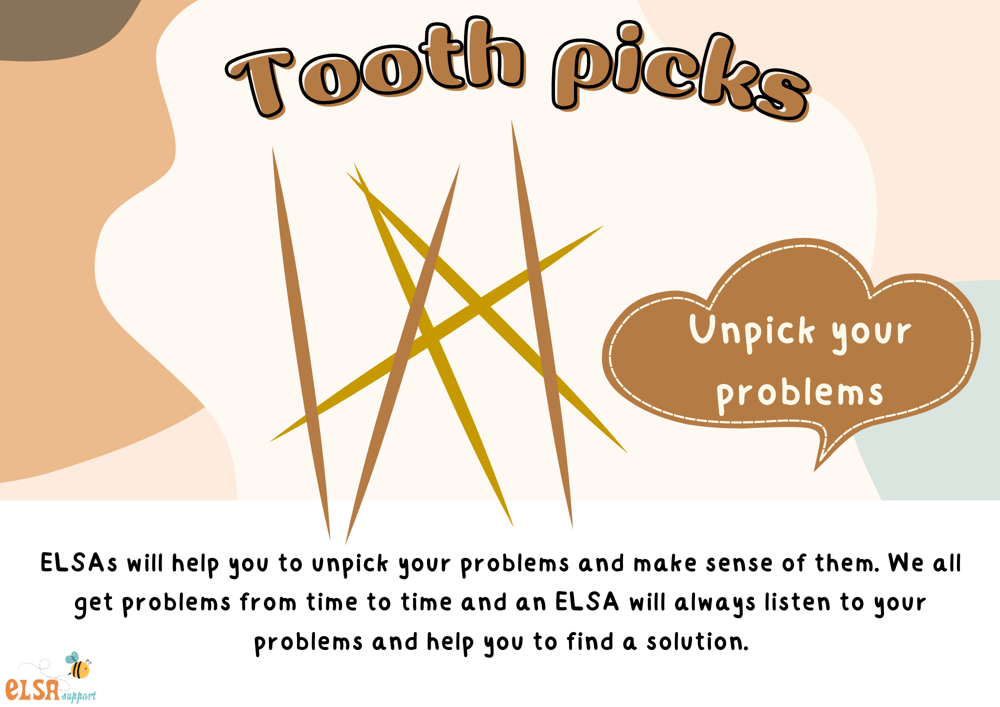 Tooth picks
Unpick your
problems
ELSAs will help you to unpick your problems and make sense of them. We all
get problems from time to time and an ELSA will always listen to your
problems and help you to find a solution.
eLSA support